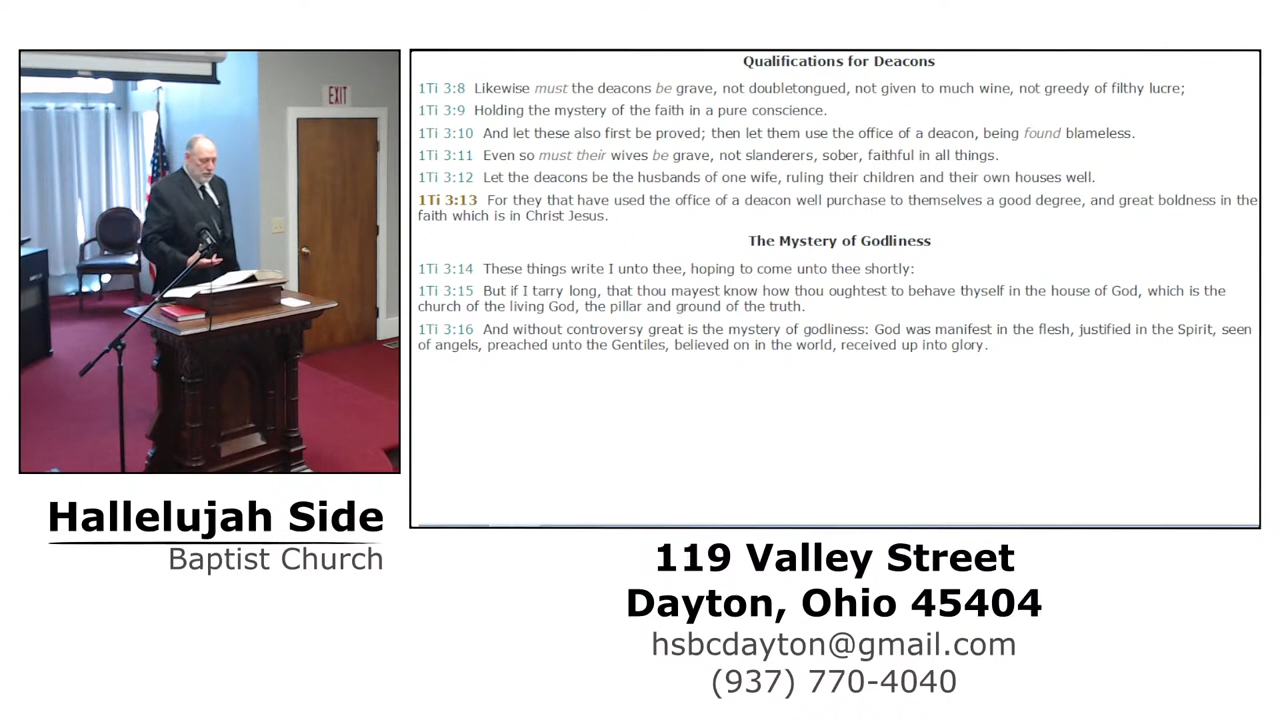 EXIT
Qualifications for Deacons
1Ti 3:8 Likewise must the deacons be grave, not doubletongued, not given to much wine, not greedy of filthy lucre;
1Ti 3:9 Holding the mystery of the faith in a pure conscience.
1Ti 3:10 And let these also first be proved; then let them use the office of a deacon, being found blameless.
1Ti 3:11 Even so must their wives be grave, not slanderers, sober, faithful in all things.
1Ti 3:12 Let the deacons be the husbands of one wife, ruling their children and their own houses well.
1Ti 3:13 For they that have used the office of a deacon well purchase to themselves a good degree, and great boldness in the
faith which is in Christ Jesus.
The Mystery of Godliness
1Ti 3:14 These things write I unto thee, hoping to come unto thee shortly:
1Ti 3:15 But if I tarry long, that thou mayest know how thou oughtest to behave thyself in the house of God, which is the
church of the living God, the pillar and ground of the truth.
1Ti 3:16 And without controversy great is the mystery of godliness: God was manifest in the flesh, justified in the Spirit, seen
of angels, preached unto the Gentiles, believed on in the world, received up into glory.
Hallelujah Side
Baptist Church
119 Valley Street
Dayton, Ohio 45404
hsbcdayton@gmail.com
(937) 770-4040